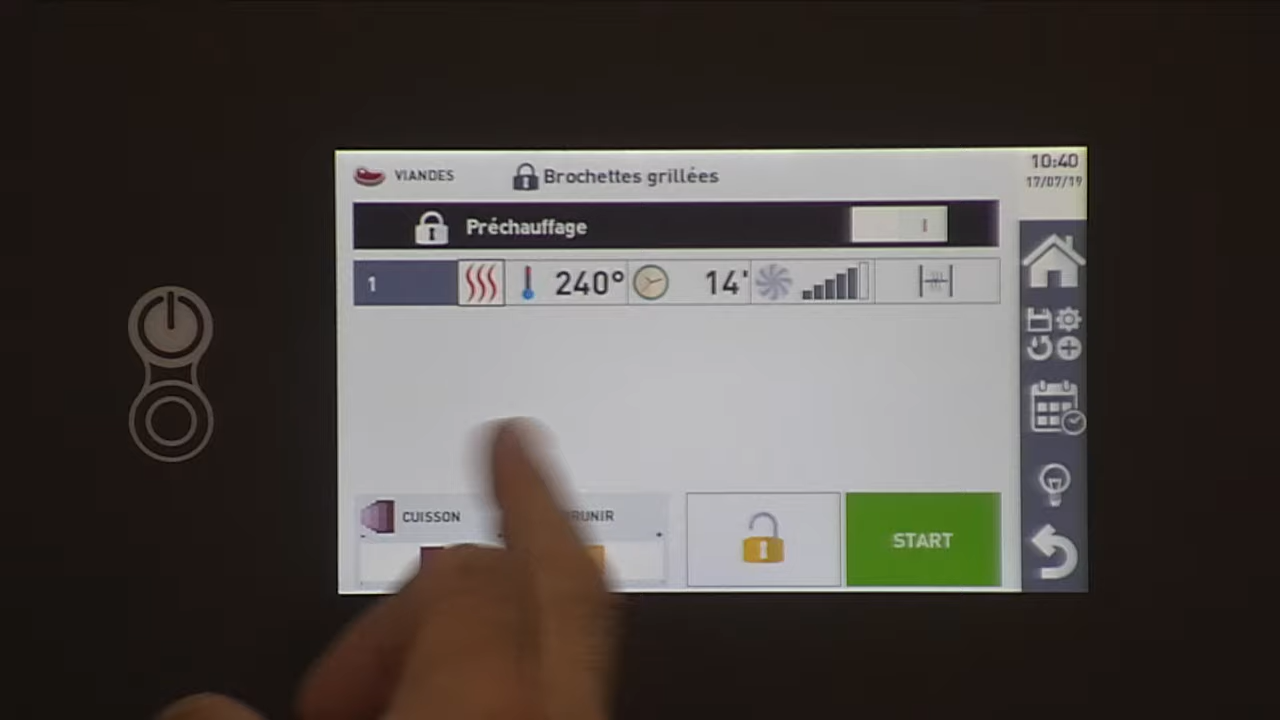 VIANDES
Brochettes grillées
10:40
17/07/19
Préchauffage
I
1
240°
14'
CUISSON
START